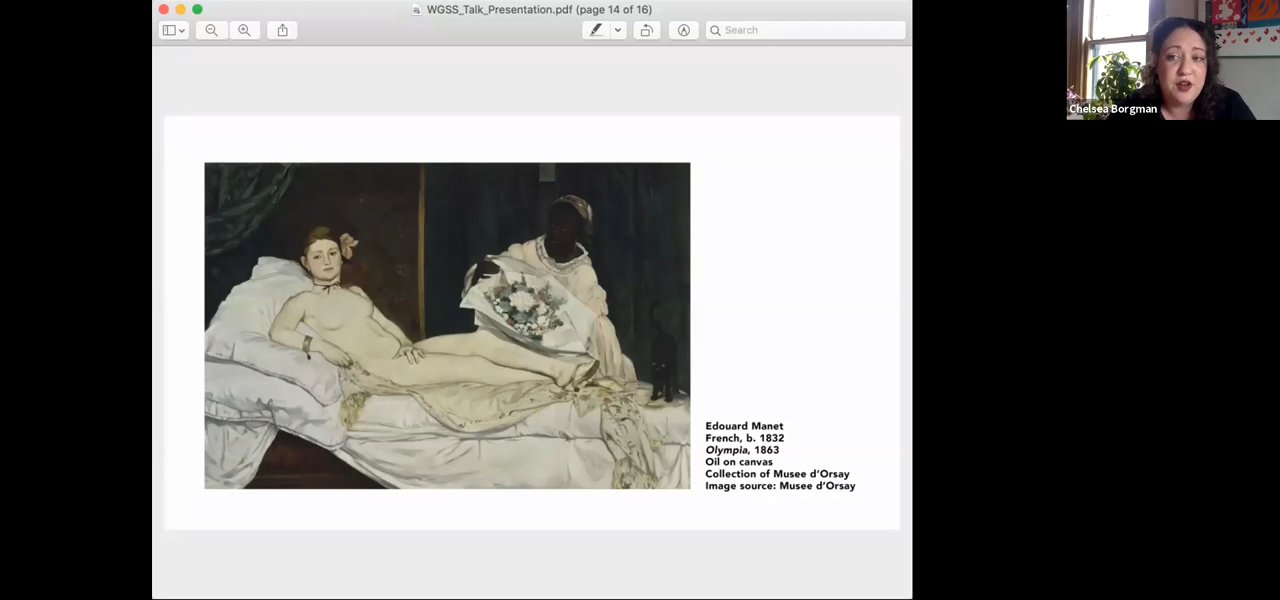 WGSS_Talk_Presentation.pdf (page 14 of 16)
Search
Chelsea Borgman
Edouard Manet
French, b. 1832
Olympia, 1863
Oil on canvas
Collection of Musee d'Orsay
Image source: Musee d'Orsay